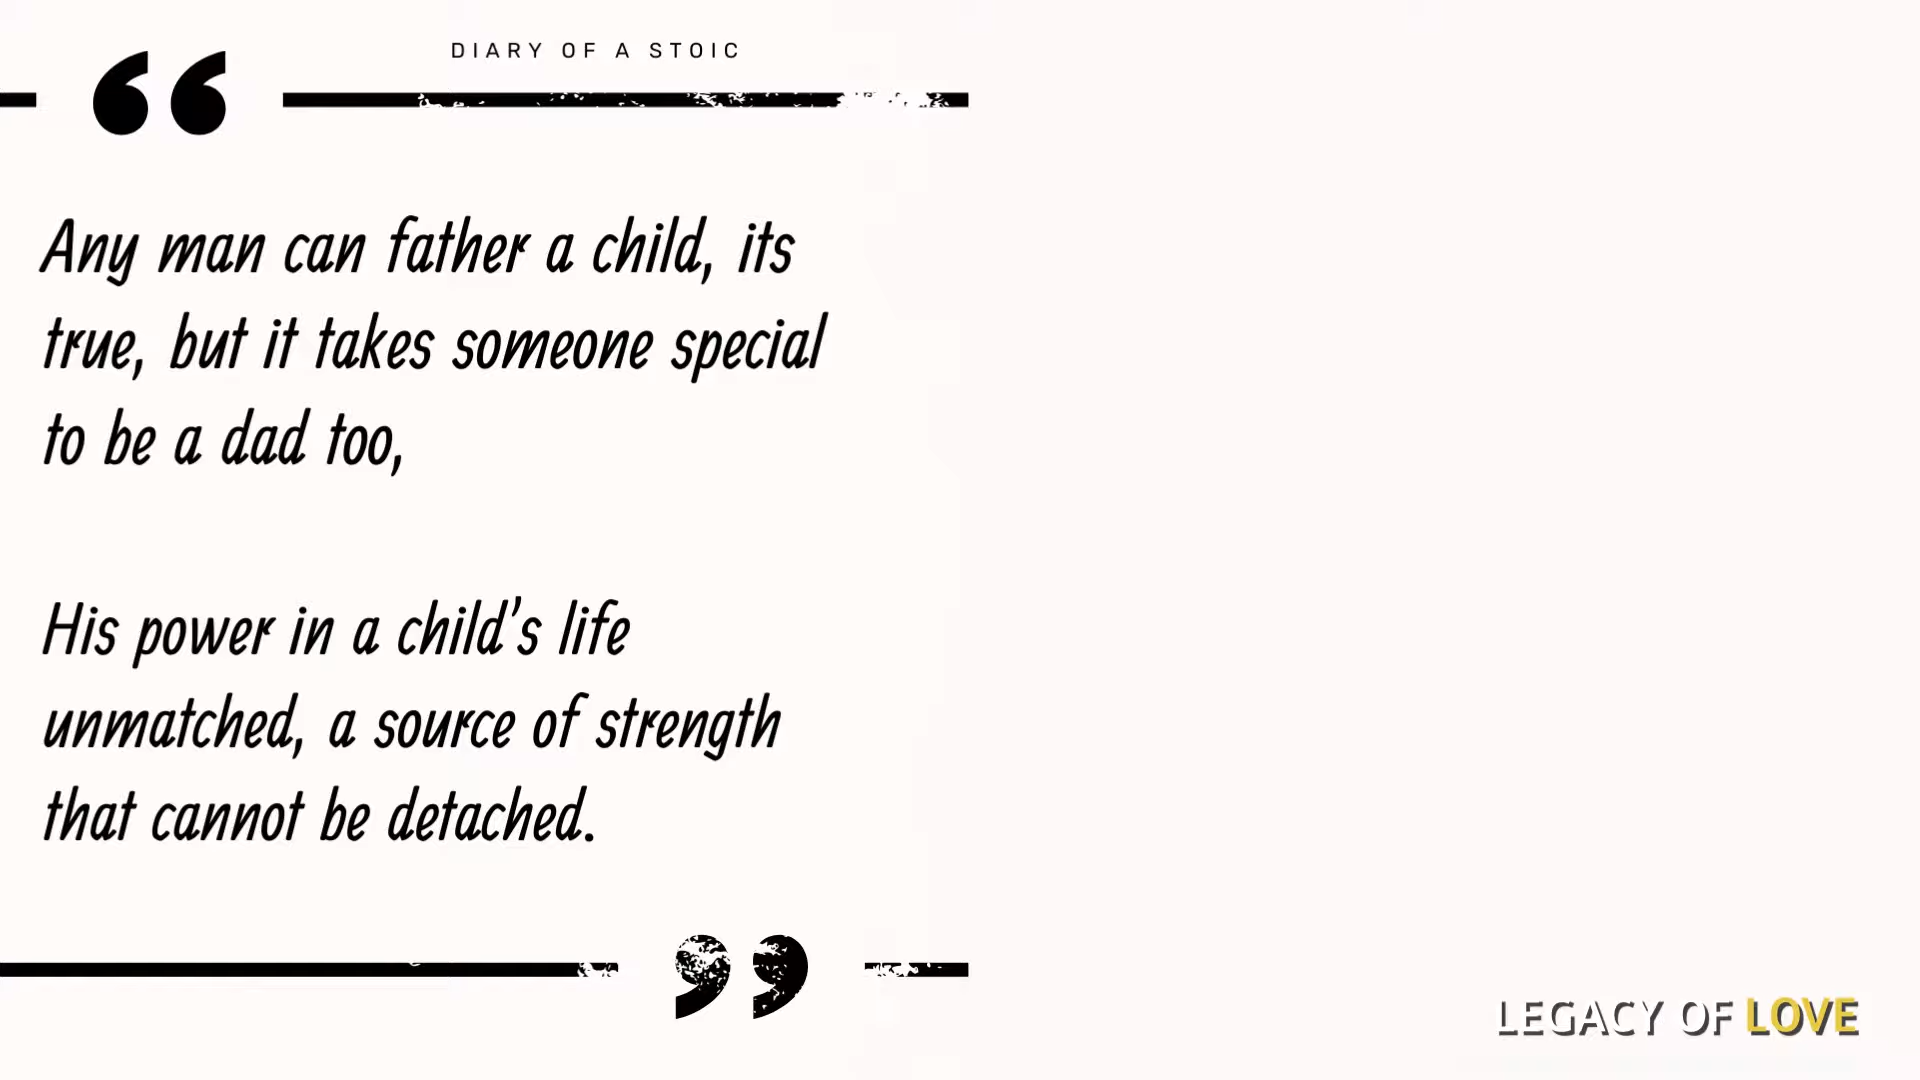 DIARY OF A STOIC
Any man can father a child, its
true, but it takes someone special
to be a dad too,
His power in a child's life
unmatched, a source of strength
that cannot be detached.
LEGACY OF LOVE